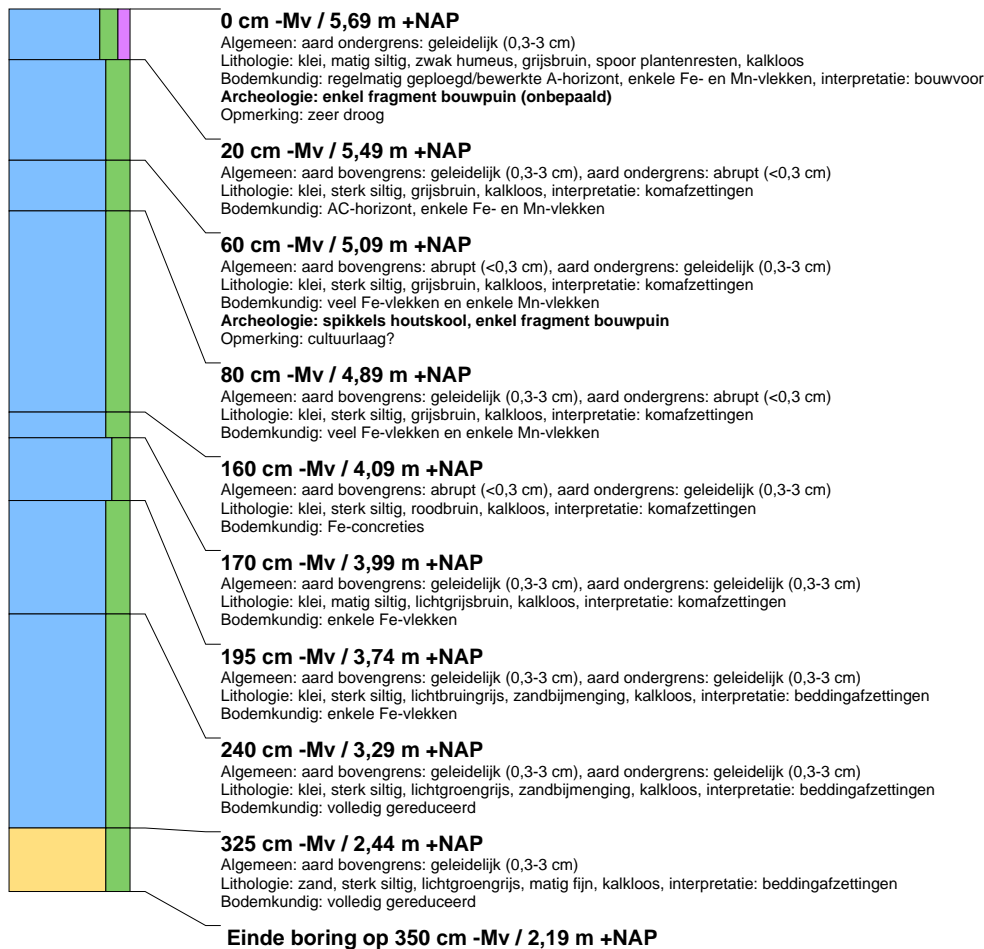 0 cm -Mv / 5,69 m +NAP
Algemeen: aard ondergrens: geleidelijk (0,3-3 cm)
Lithologie: klei, matig siltig, zwak humeus, grijsbruin, spoor plantenresten, kalkloos
Bodemkundig: regelmatig geploegd/bewerkte A-horizont, enkele Fe- en Mn-vlekken, interpretatie: bouwvoor
Archeologie: enkel fragment bouwpuin (onbepaald)
Opmerking: zeer droog
20 cm -Mv / 5,49 m +NAP
Algemeen: aard bovengrens: geleidelijk (0,3-3 cm), aard ondergrens: abrupt (<0,3 cm)
Lithologie: klei, sterk siltig, grijsbruin, kalkloos, interpretatie: komafzettingen
Bodemkundig: AC-horizont, enkele Fe- en Mn-vlekken
60 cm -Mv / 5,09 m +NAP
Algemeen: aard bovengrens: abrupt (<0,3 cm), aard ondergrens: geleidelijk (0,3-3 cm)
Lithologie: klei, sterk siltig, grijsbruin, kalkloos, interpretatie: komafzettingen
Bodemkundig: veel Fe-vlekken en enkele Mn-vlekken
Archeologie: spikkels houtskool, enkel fragment bouwpuin
Opmerking: cultuurlaag?
80 cm -Mv / 4,89 m +NAP
Algemeen: aard bovengrens: geleidelijk (0,3-3 cm), aard ondergrens: abrupt (<0,3 cm)
Lithologie: klei, sterk siltig, grijsbruin, kalkloos, interpretatie: komafzettingen
Bodemkundig: veel Fe-vlekken en enkele Mn-vlekken
160 cm -Mv / 4,09 m +NAP
Algemeen: aard bovengrens: abrupt (<0,3 cm), aard ondergrens: geleidelijk (0,3-3 cm)
Lithologie: klei, sterk siltig, roodbruin, kalkloos, interpretatie: komafzettingen
Bodemkundig: Fe-concreties
170 cm -Mv / 3,99 m +NAP
Algemeen: aard bovengrens: geleidelijk (0,3-3 cm), aard ondergrens: geleidelijk (0,3-3 cm)
Lithologie: klei, matig siltig, lichtgrijsbruin, kalkloos, interpretatie: komafzettingen
Bodemkundig: enkele Fe-vlekken
195 cm -Mv / 3,74 m +NAP
Algemeen: aard bovengrens: geleidelijk (0,3-3 cm), aard ondergrens: geleidelijk (0,3-3 cm)
Lithologie: klei, sterk siltig, lichtbruingrijs, zandbijmenging, kalkloos, interpretatie: beddingafzettingen
Bodemkundig: enkele Fe-vlekken
240 cm -Mv / 3,29 m +NAP
Algemeen: aard bovengrens: geleidelijk (0,3-3 cm), aard ondergrens: geleidelijk (0,3-3 cm)
Lithologie: klei, sterk siltig, lichtgroengrijs, zandbijmenging, kalkloos, interpretatie: beddingafzettingen
Bodemkundig: volledig gereduceerd
325 cm -Mv / 2,44 m +NAP
Algemeen: aard bovengrens: geleidelijk (0,3-3 cm)
Lithologie: zand, sterk siltig, lichtgroengrijs, matig fijn, kalkloos, interpretatie: beddingafzettingen
Bodemkundig: volledig gereduceerd
Einde boring op 350 cm -Mv / 2,19 m +NAP